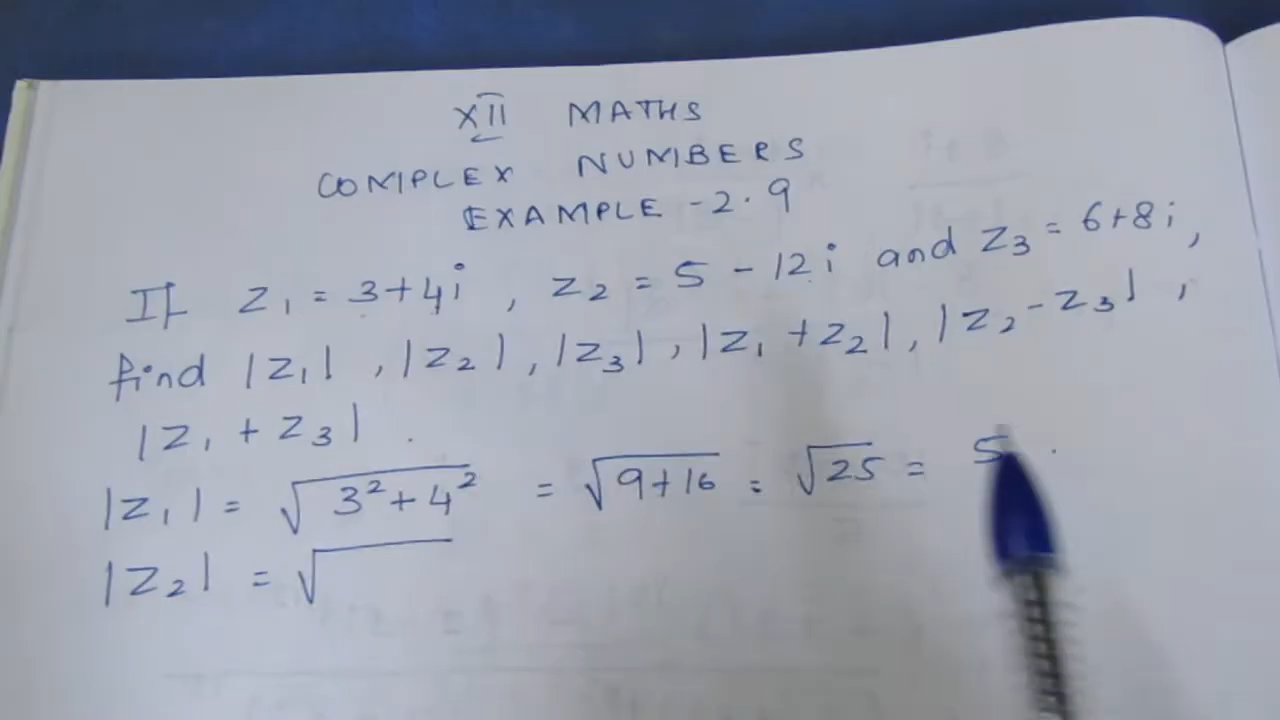 XII MATHS
COMPLEX NUMBERS
EXAMPLE - 2.9
If z₁ = 3+4i , z₂ = 5 - 12i and z₃ = 6+8i,
find |z₁| , |z₂| , |z₃| , |z₁ + z₂| , |z₂ - z₃| ,
|z₁ + z₃| .
|z₁| = √(3² + 4²) = √(9+16) = √25 = 5 .
|z₂| = √